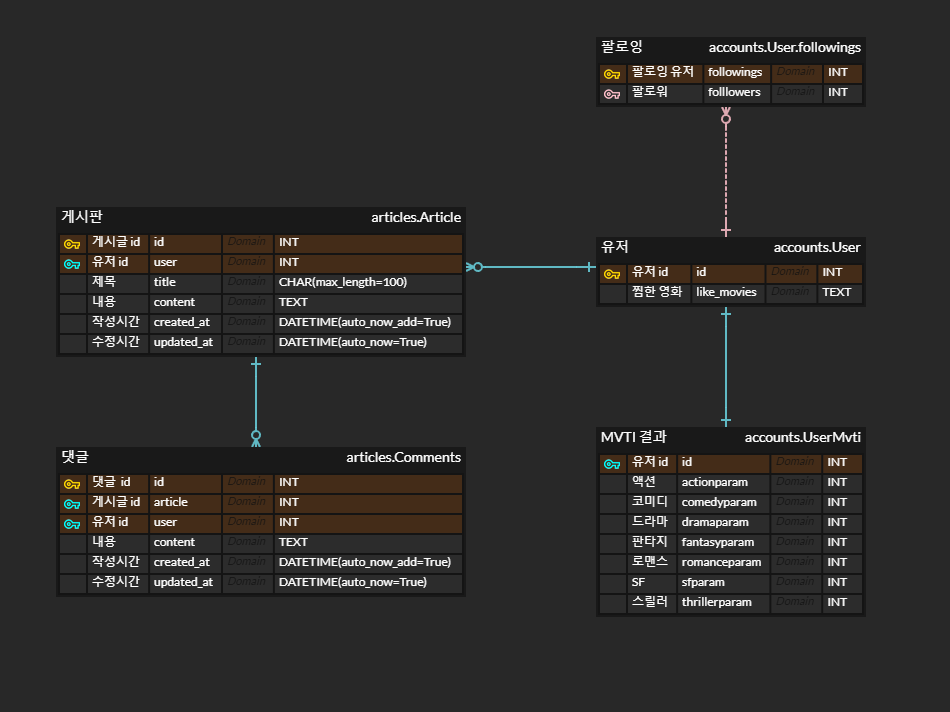 팔로잉 accounts.User.followings
팔로잉 유저 followings Domain INT
팔로워 folllowers Domain INT
게시판 articles.Article
게시글 id id Domain INT
유저 id user Domain INT
제목 title Domain CHAR(max_length=100)
내용 content Domain TEXT
작성시간 created_at Domain DATETIME(auto_now_add=True)
수정시간 updated_at Domain DATETIME(auto_now=True)
유저 accounts.User
유저 id id Domain INT
찜한 영화 like_movies Domain TEXT
댓글 articles.Comments
댓글 id id Domain INT
게시글 id article Domain INT
유저 id user Domain INT
내용 content Domain TEXT
작성시간 created_at Domain DATETIME(auto_now_add=True)
수정시간 updated_at Domain DATETIME(auto_now=True)
MVTI 결과 accounts.UserMvti
유저 id id Domain INT
액션 actionparam Domain INT
코미디 comedyparam Domain INT
드라마 dramaparam Domain INT
판타지 fantasyparam Domain INT
로맨스 romanceparam Domain INT
SF sfparam Domain INT
스릴러 thrillerparam Domain INT